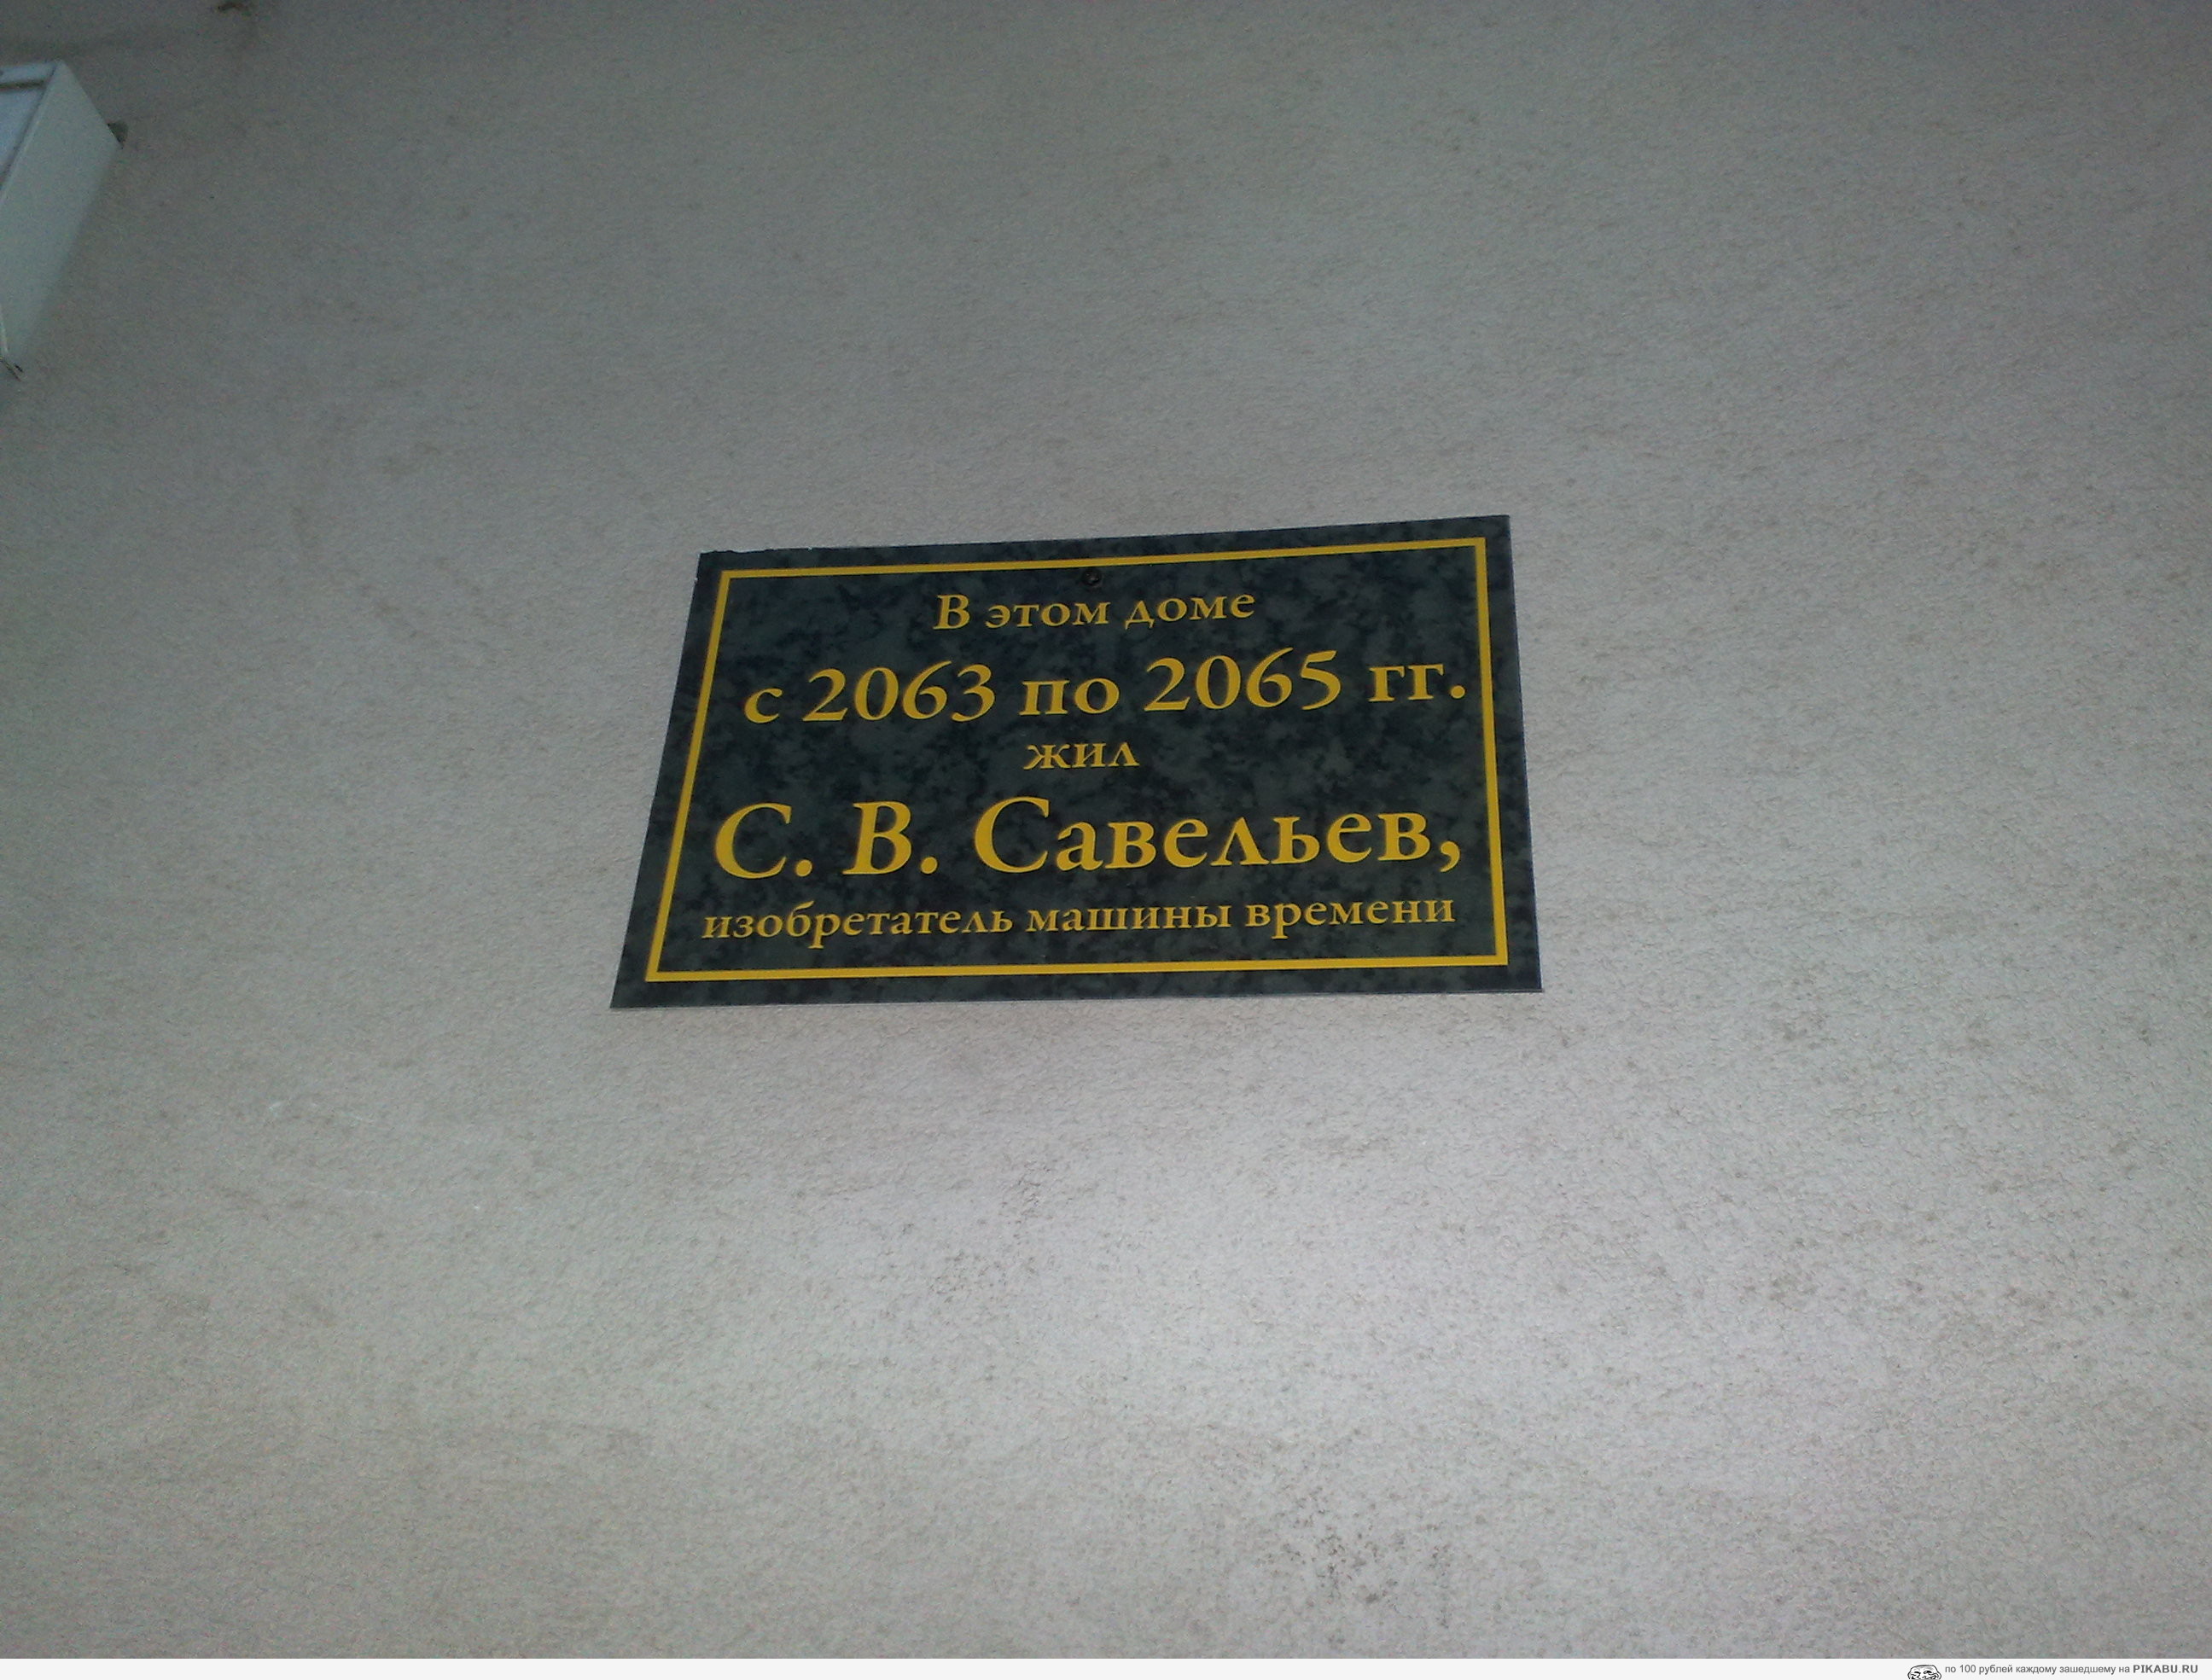 В этом доме
с 2063 по 2065 гг.
жил
С. В. Савельев,
изобретатель машины времени
по 100 рублей каждому зашедшему на PIKABU.RU